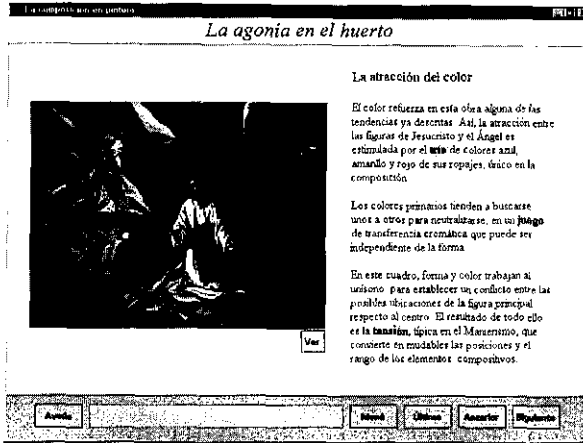 La composición en pintura
La agonía en el huerto
La atracción del color
El color refuerza en esta obra alguna de las
tendencias ya descritas. Así, la atracción entre
las figuras de Jesucristo y el Ángel es
estimulada por el trío de colores azul,
amarillo y rojo de sus ropajes, único en la
composición
Los colores primarios tienden a buscarse
unos a otros para neutralizarse, en un juego
de transferencia cromática que puede ser
independiente de la forma
En este cuadro, forma y color trabajan al
unísono para establecer un conflicto entre las
posibles ubicaciones de la figura principal
respecto al centro. El resultado de todo ello
es la tensión, típica en el Manierismo, que
convierte en mudables las posiciones y el
rango de los elementos compositivos.
Ver
Ayuda
Menú
Último
Anterior
Siguiente